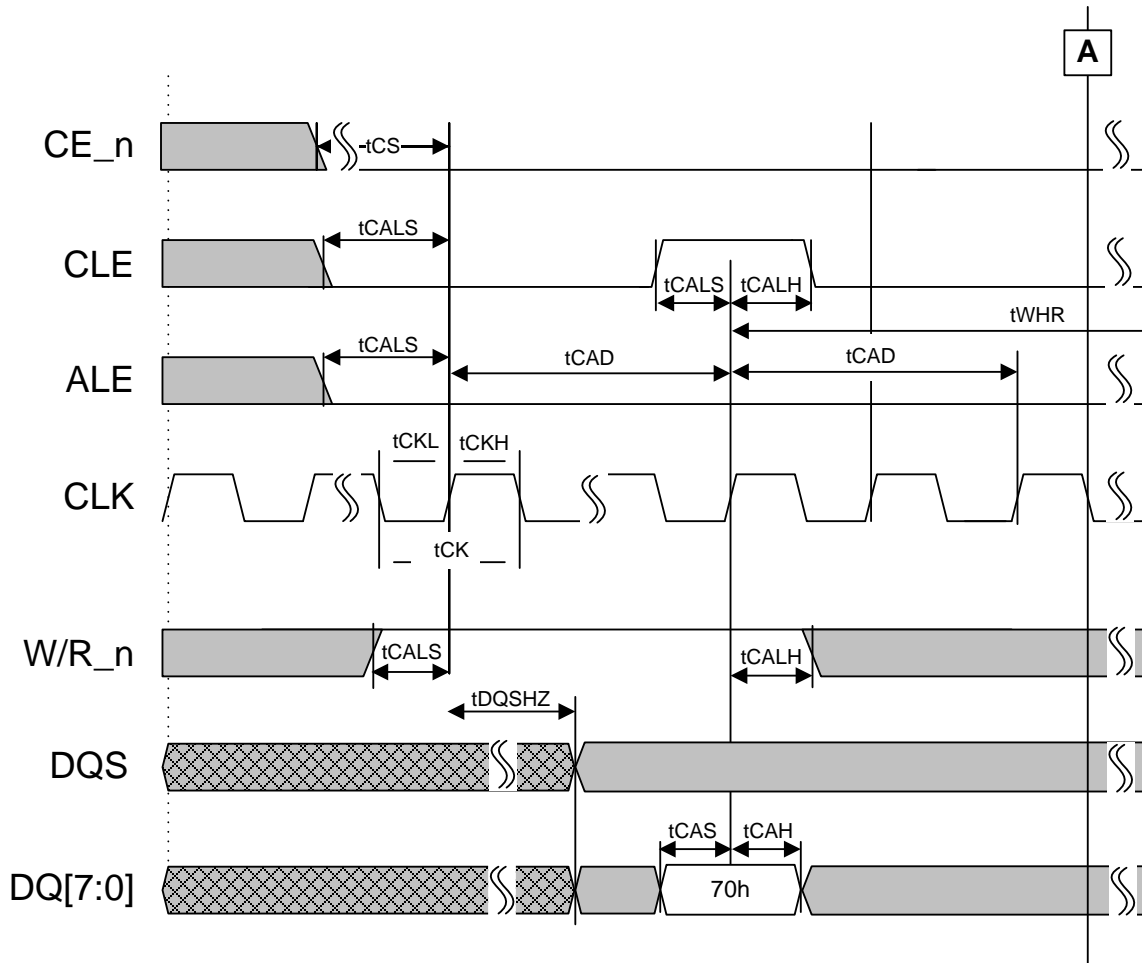 A
CE_n
tCS
CLE
tCALS
tCALS
tCALH
tWHR
ALE
tCALS
tCAD
tCAD
CLK
tCKL
tCKH
tCK
W/R_n
tCALS
tCALH
tDQSHZ
DQS
DQ[7:0]
tCAS
tCAH
70h